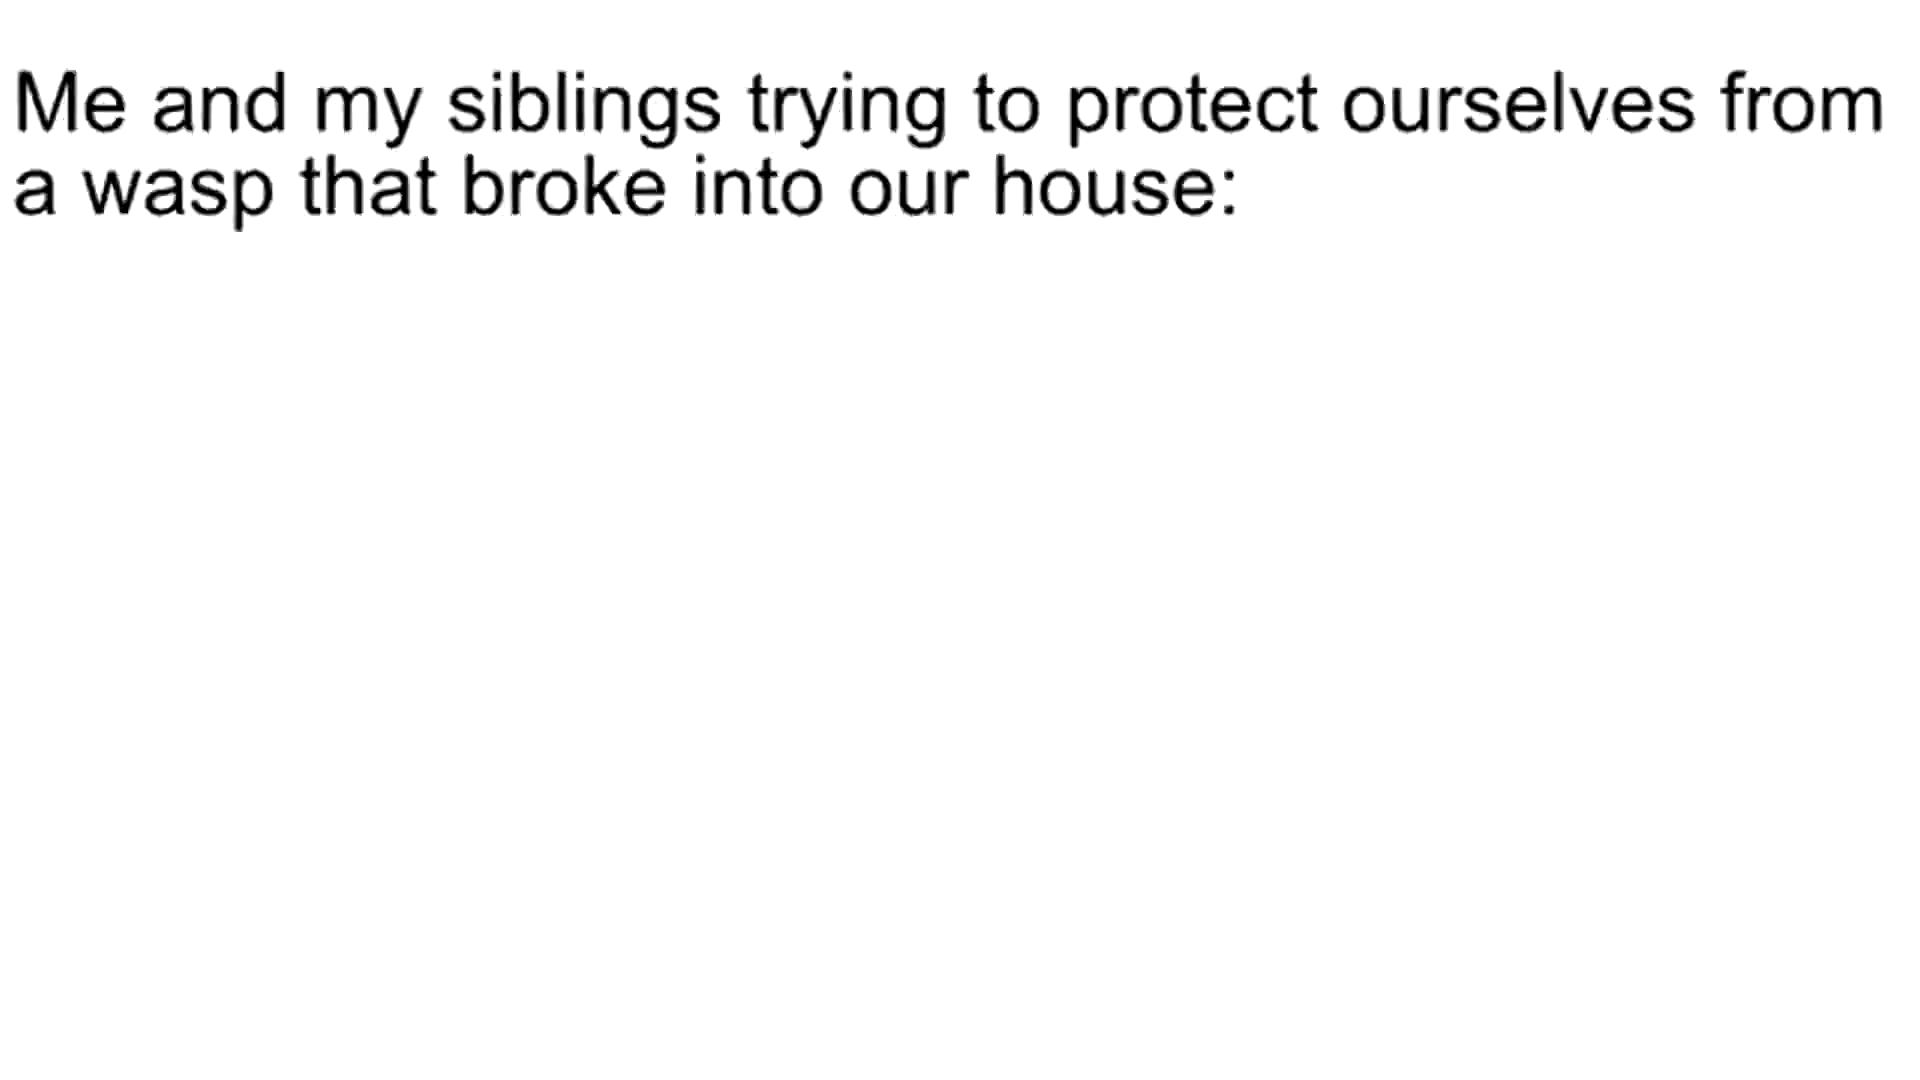 Me and my siblings trying to protect ourselves from
a wasp that broke into our house: